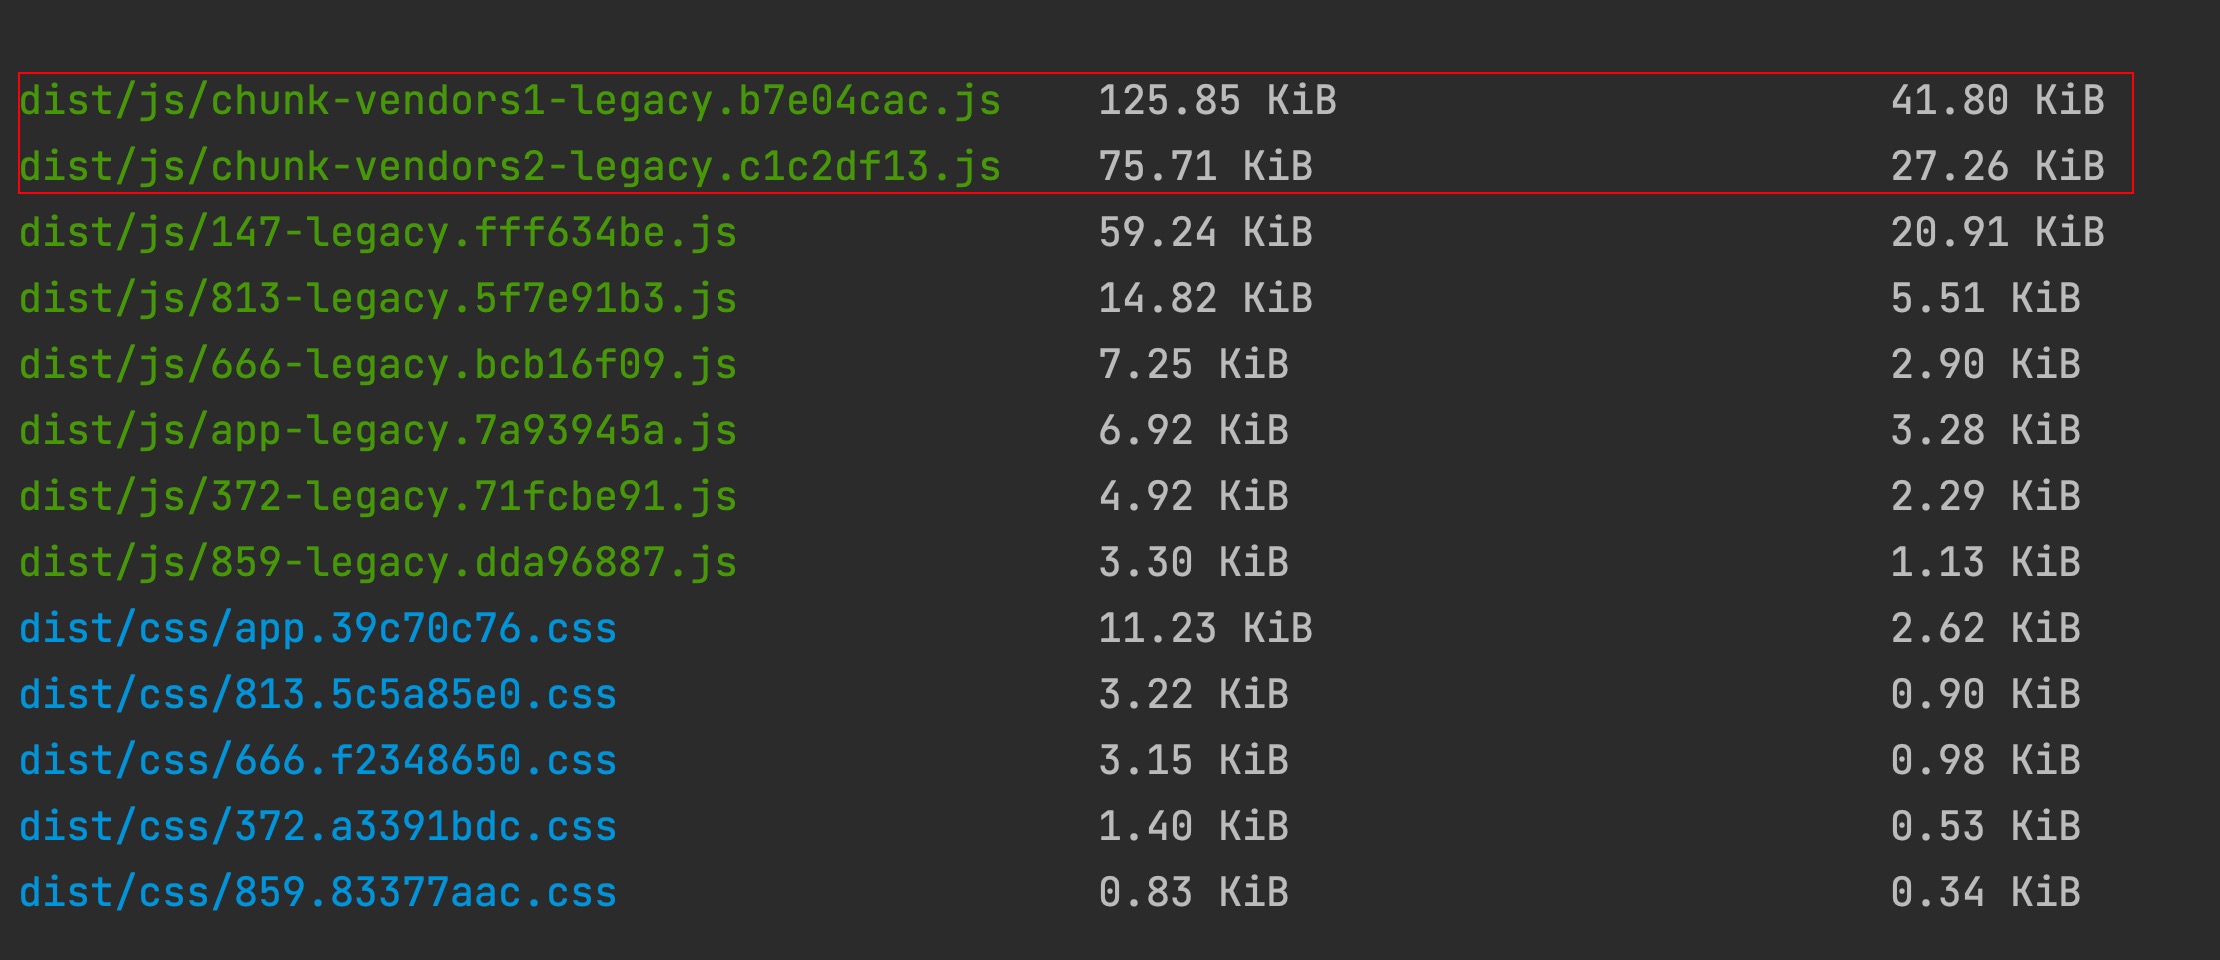 dist/js/chunk-vendors1-legacy.b7e04cac.js 125.85 KiB 41.80 KiB
dist/js/chunk-vendors2-legacy.c1c2df13.js 75.71 KiB 27.26 KiB
dist/js/147-legacy.fff634be.js 59.24 KiB 20.91 KiB
dist/js/813-legacy.5f7e91b3.js 14.82 KiB 5.51 KiB
dist/js/666-legacy.bcb16f09.js 7.25 KiB 2.90 KiB
dist/js/app-legacy.7a93945a.js 6.92 KiB 3.28 KiB
dist/js/372-legacy.71fcbe91.js 4.92 KiB 2.29 KiB
dist/js/859-legacy.dda96887.js 3.30 KiB 1.13 KiB
dist/css/app.39c70c76.css 11.23 KiB 2.62 KiB
dist/css/813.5c5a85e0.css 3.22 KiB 0.90 KiB
dist/css/666.f2348650.css 3.15 KiB 0.98 KiB
dist/css/372.a3391bdc.css 1.40 KiB 0.53 KiB
dist/css/859.83377aac.css 0.83 KiB 0.34 KiB